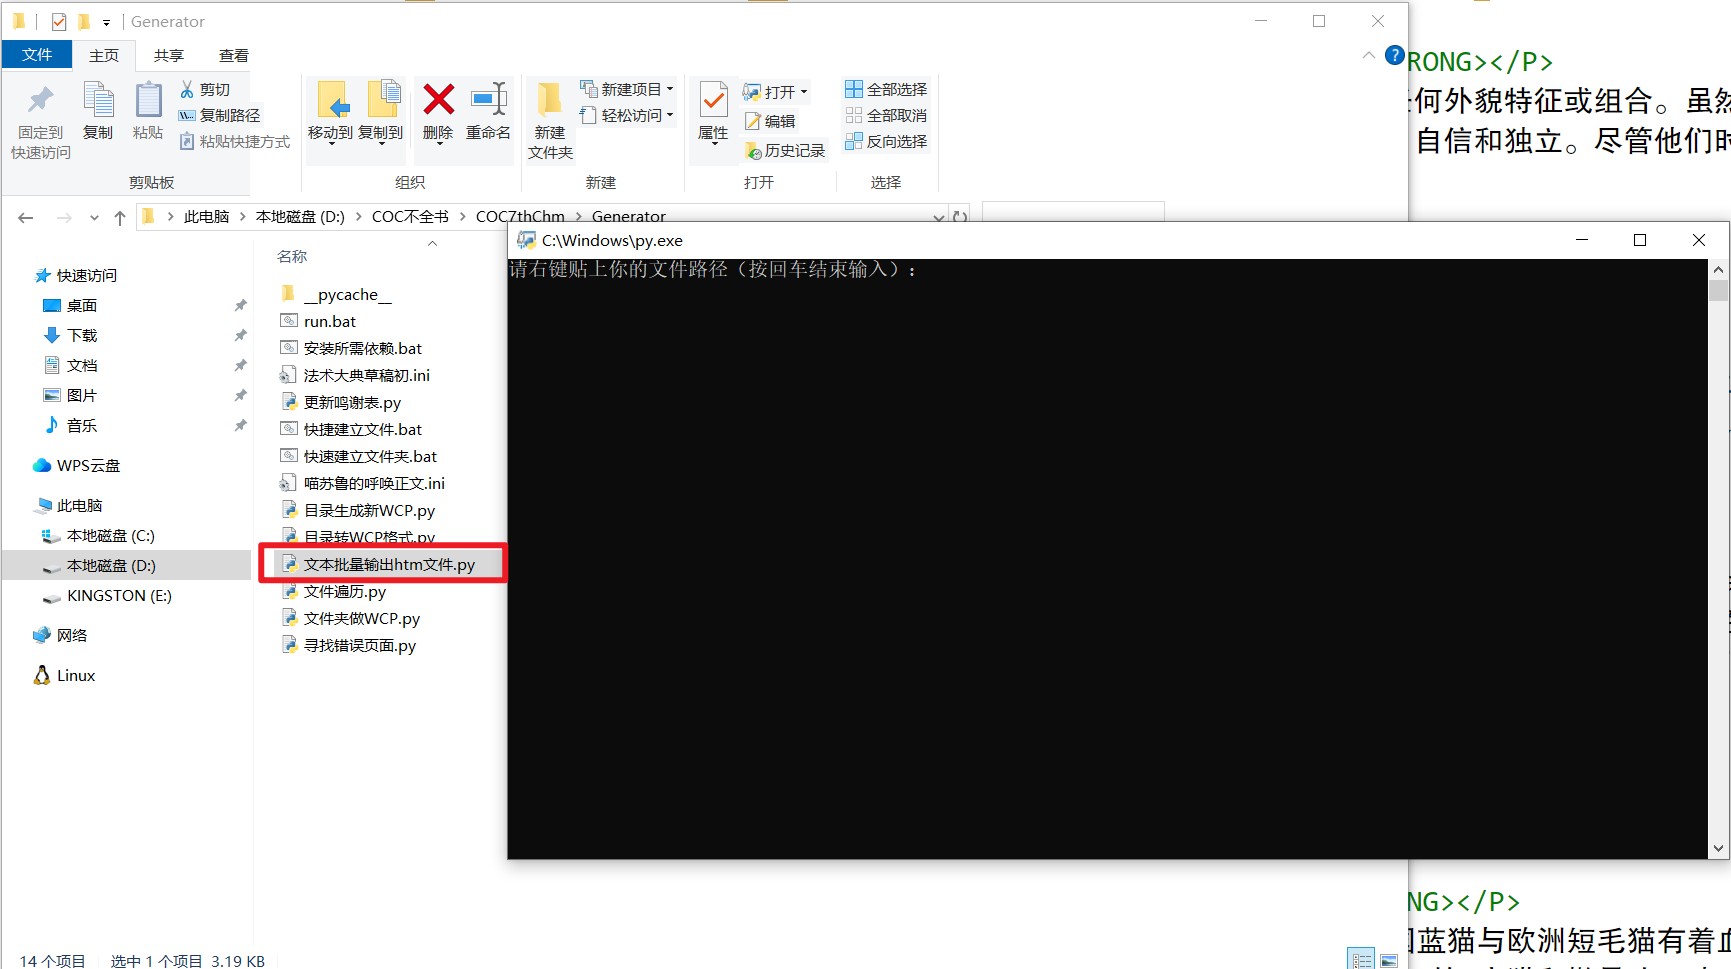 Generator
文件 主页 共享 查看
RONG></P>
何外貌特征或组合。虽然
自信和独立。尽管他们时
固定到
快速访问
复制
粘贴
剪切
复制路径
粘贴快捷方式
剪贴板
移动到
复制到
删除
重命名
组织
新建
文件夹
新建项目
轻松访问
新建
属性
打开
编辑
历史记录
打开
全部选择
全部取消
反向选择
选择
此电脑 > 本地磁盘 (D:) > COC不全书 > COC7thChm > Generator
快速访问
桌面
下载
文档
图片
音乐
WPS云盘
此电脑
本地磁盘 (C:)
本地磁盘 (D:)
KINGSTON (E:)
网络
Linux
名称
__pycache__
run.bat
安装所需依赖.bat
法术大典草稿初.ini
更新鸣谢表.py
快捷建立文件.bat
快速建立文件夹.bat
喵苏鲁的呼唤正文.ini
目录生成新WCP.py
目录转WCP格式.py
文本批量输出htm文件.py
文件遍历.py
文件夹做WCP.py
寻找错误页面.py
C:\Windows\py.exe
请右键贴上你的文件路径（按回车结束输入）：
NG></P>
蓝猫与欧洲短毛猫有着血
14 个项目 选中 1 个项目 3.19 KB